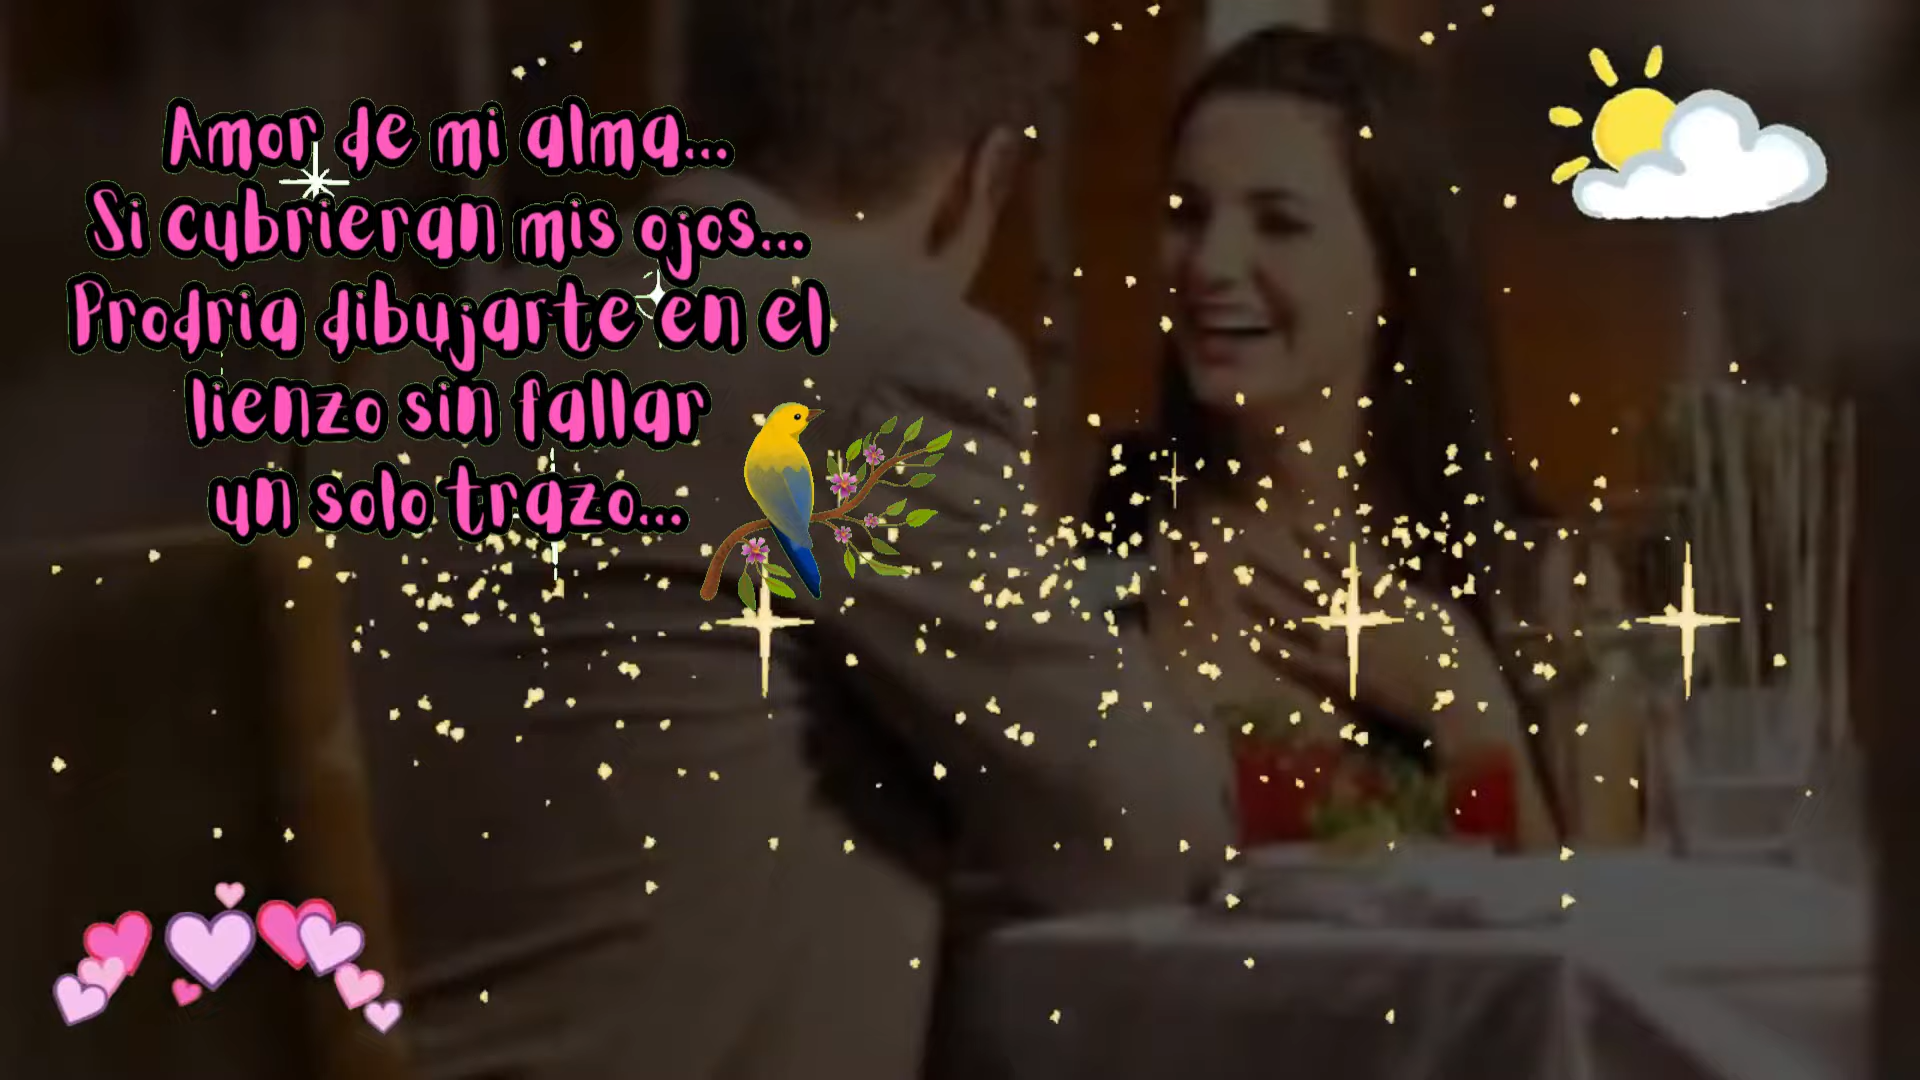 Amor de mi alma...
Si cubrieran mis ojos...
Prodria dibujarte en el
lienzo sin fallar
un solo trazo...